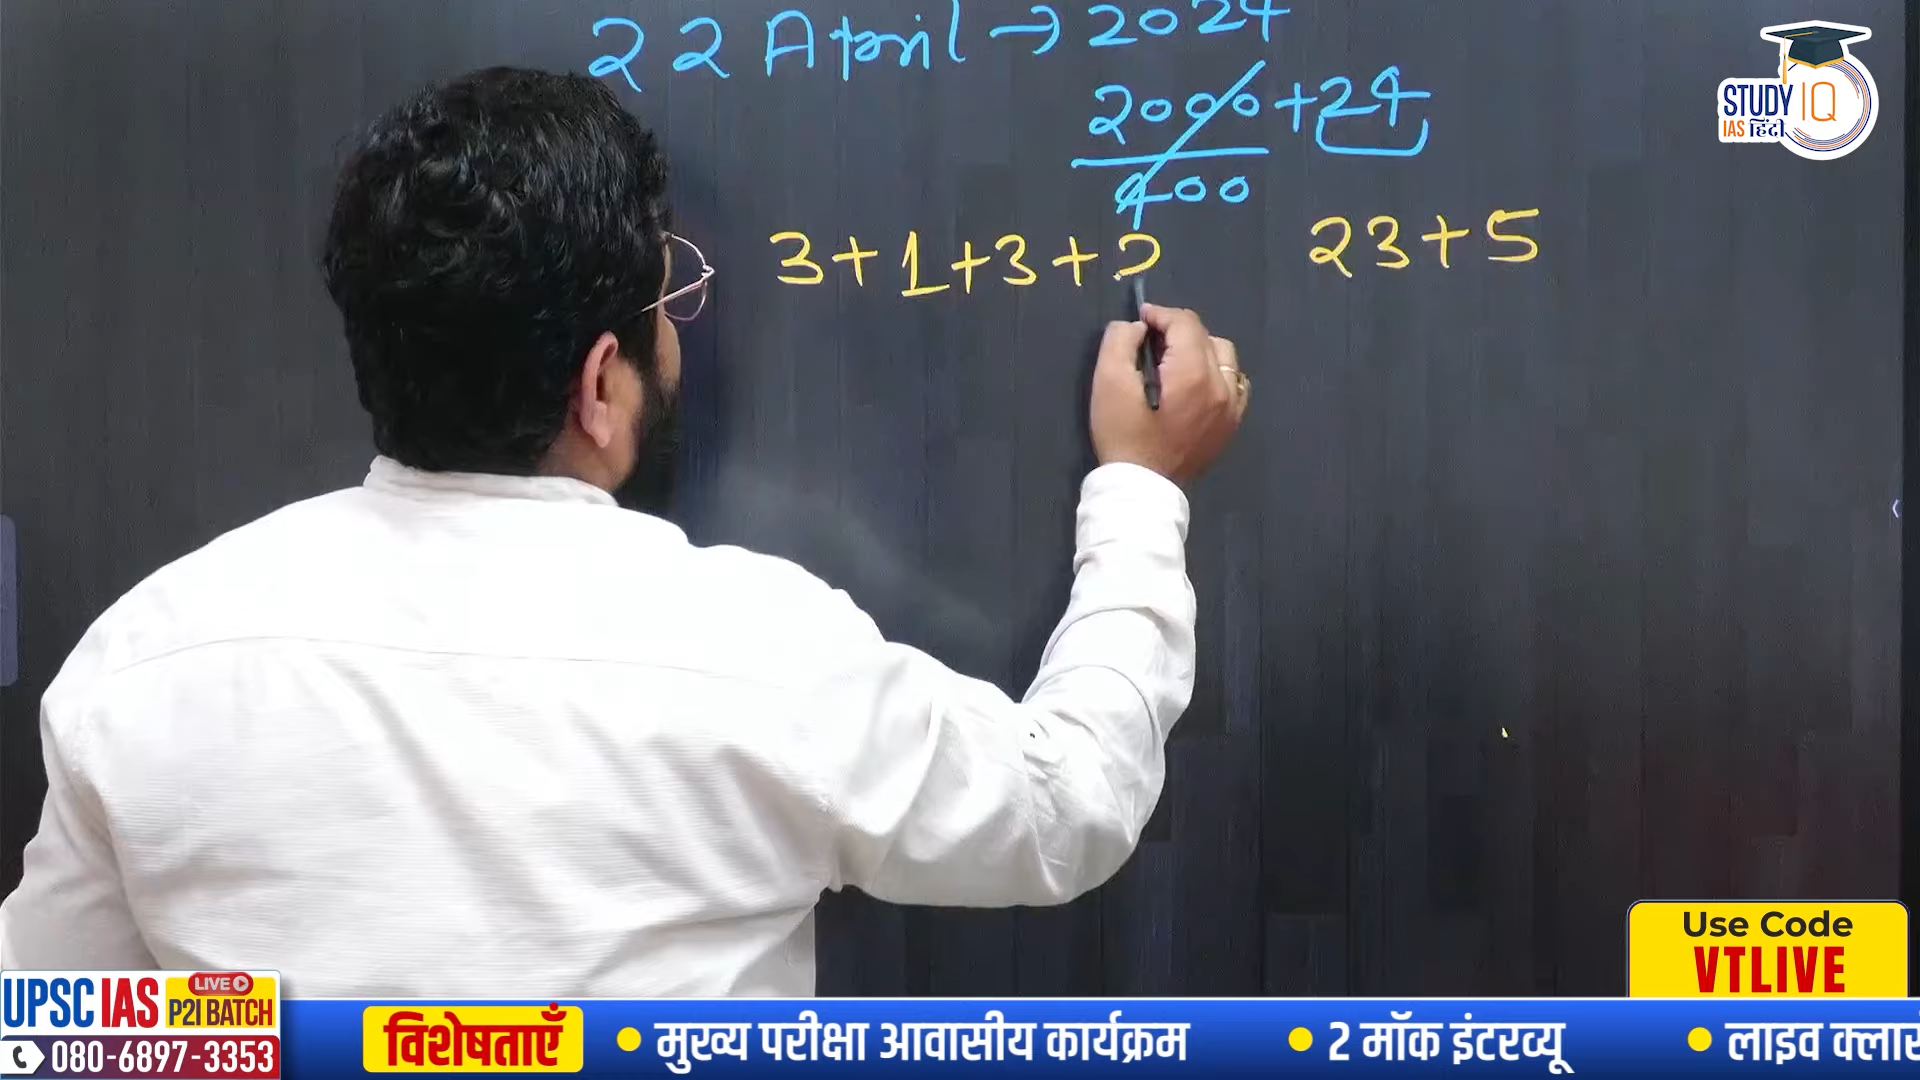 22 April → 2024
2000 + 24
400
3+1+3+2
23+5
STUDY IQ
IAS हिंदी
Use Code
VTLIVE
UPSC IAS
LIVE
P2I BATCH
080-6897-3353
विशेषताएँ
• मुख्य परीक्षा आवासीय कार्यक्रम • 2 मॉक इंटरव्यू • लाइव